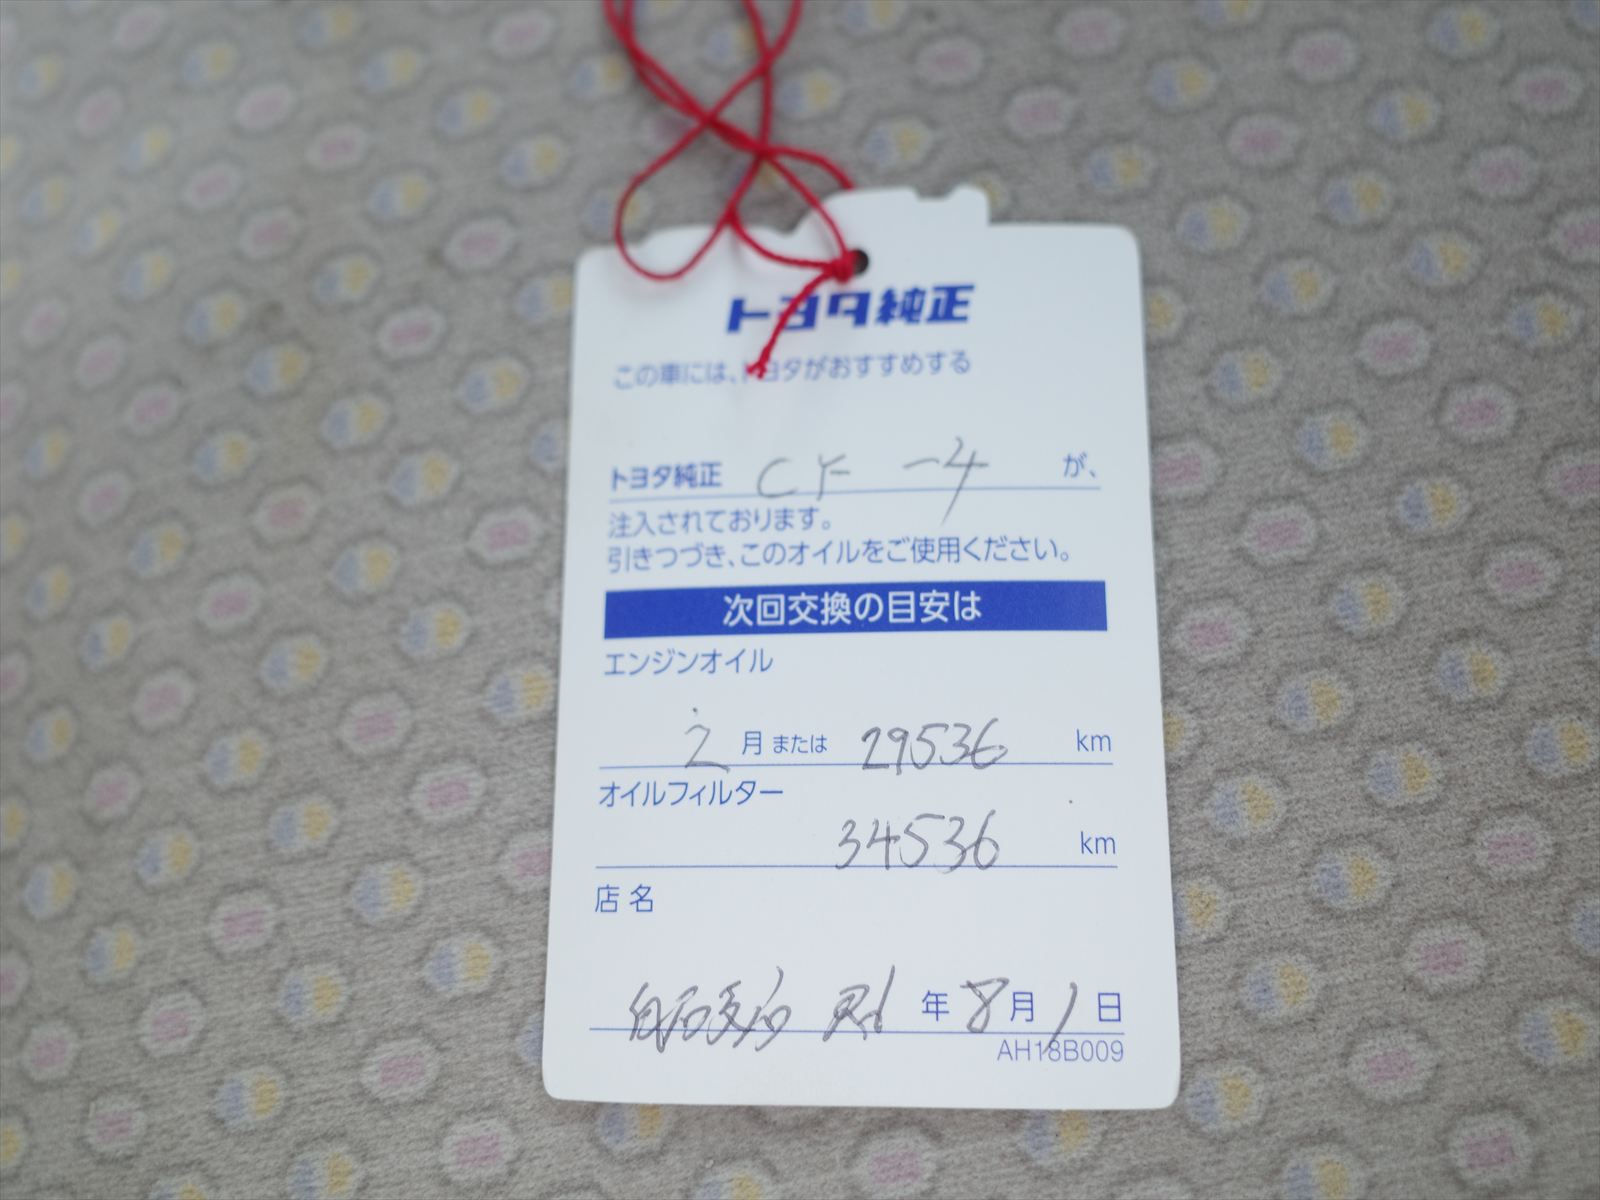 トヨタ純正
この車には、トヨタがおすすめする
トヨタ純正 CF-4 が、
注入されております。
引きつづき、このオイルをご使用ください。
次回交換の目安は
エンジンオイル
2 月 または 29536 km
オイルフィルター
34536 km
店名
白石支店 年 8月 1日
AH18B009